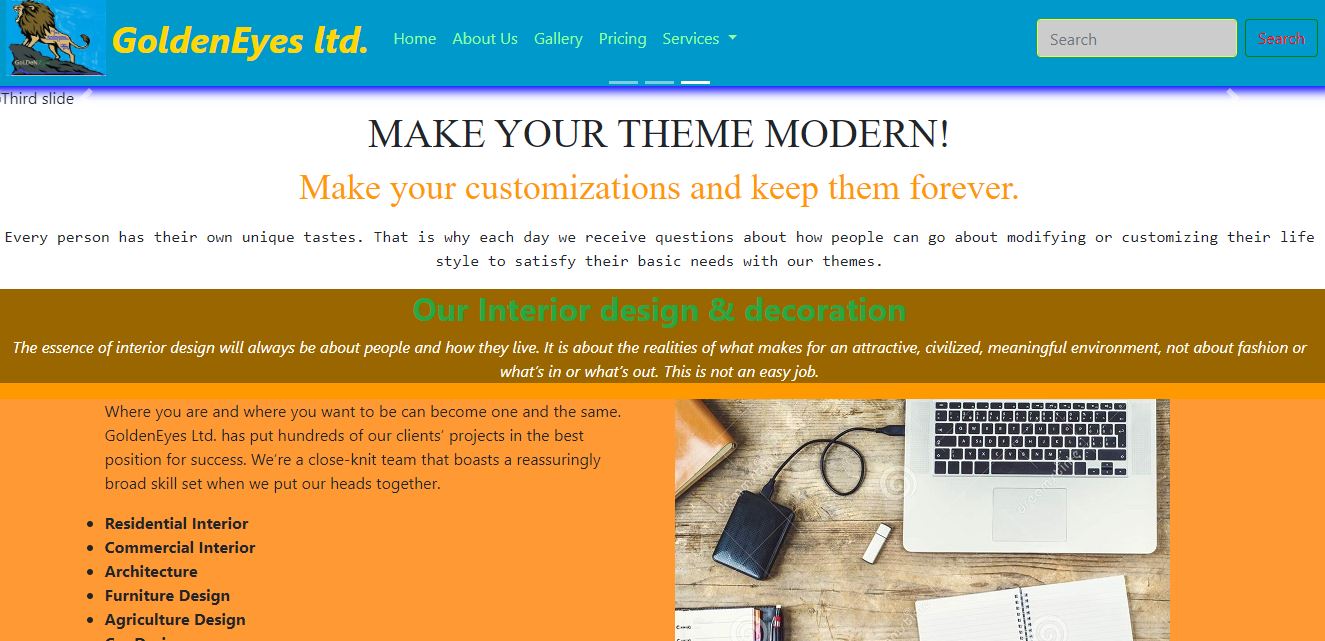 GoldenEyes ltd.
Home
About Us
Gallery
Pricing
Services
Search
Search
Third slide
MAKE YOUR THEME MODERN!
Make your customizations and keep them forever.
Every person has their own unique tastes. That is why each day we receive questions about how people can go about modifying or customizing their life
style to satisfy their basic needs with our themes.
Our Interior design & decoration
The essence of interior design will always be about people and how they live. It is about the realities of what makes for an attractive, civilized, meaningful environment, not about fashion or
what's in or what's out. This is not an easy job.
Where you are and where you want to be can become one and the same.
GoldenEyes Ltd. has put hundreds of our clients' projects in the best
position for success. We're a close-knit team that boasts a reassuringly
broad skill set when we put our heads together.
Residential Interior
Commercial Interior
Architecture
Furniture Design
Agriculture Design